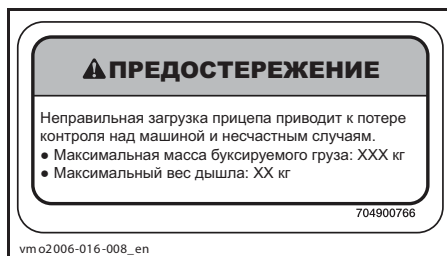 ⚠ПРЕДОСТЕРЕЖЕНИЕ
Неправильная загрузка прицепа приводит к потере
контроля над машиной и несчастным случаям.
● Максимальная масса буксируемого груза: XXX кг
● Максимальный вес дышла: XX кг
704900766
vmo2006-016-008_en